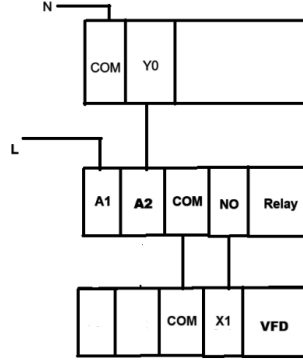 N
COM Y0
L
A1 A2 COM NO Relay
COM X1 VFD